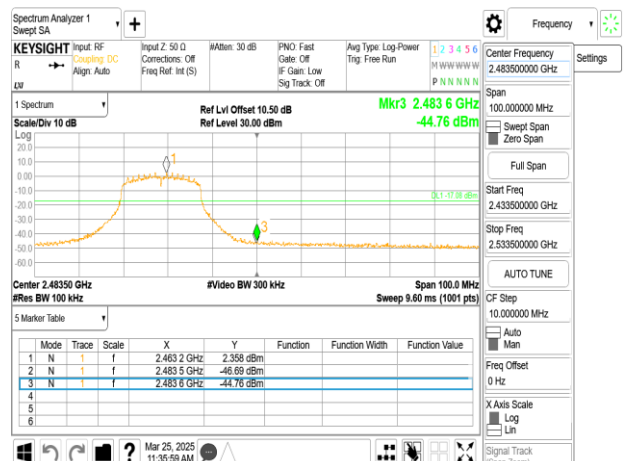 Spectrum Analyzer 1
Swept SA
Frequency
KEYSIGHT
R
LXI
Input: RF
Coupling: DC
Align: Auto
Input Z: 50 Ω
Corrections: Off
Freq Ref: Int (S)
#Atten: 30 dB
PNO: Fast
Gate: Off
IF Gain: Low
Sig Track: Off
Avg Type: Log-Power
Trig: Free Run
1 2 3 4 5 6
M W W W W W
P N N N N N
Center Frequency
2.483500000 GHz
Settings
Span
100.000000 MHz
Swept Span
Zero Span
Full Span
Start Freq
2.433500000 GHz
Stop Freq
2.533500000 GHz
AUTO TUNE
CF Step
10.000000 MHz
Auto
Man
Freq Offset
0 Hz
X Axis Scale
Log
Lin
Signal Track
1 Spectrum
Scale/Div 10 dB
Ref Lvl Offset 10.50 dB
Ref Level 30.00 dBm
Mkr3 2.483 6 GHz
-44.76 dBm
Log
20.0
10.0
0.00
-10.0
-20.0
-30.0
-40.0
-50.0
-60.0
1
3
Center 2.48350 GHz
#Res BW 100 kHz
#Video BW 300 kHz
Span 100.0 MHz
Sweep 9.60 ms (1001 pts)
5 Marker Table
Mode Trace Scale X Y Function Function Width Function Value
1 N 1 f 2.463 2 GHz 2.358 dBm
2 N 1 f 2.483 5 GHz -46.69 dBm
3 N 1 f 2.483 6 GHz -44.76 dBm
4
5
6
Mar 25, 2025
11:35:59 AM